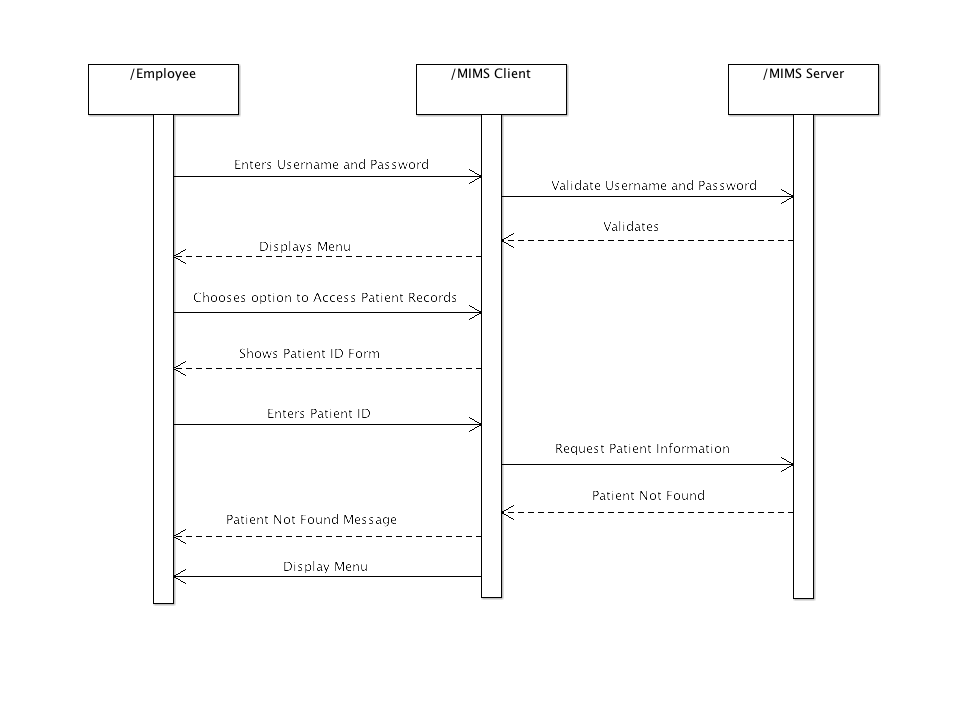 /Employee
/MIMS Client
/MIMS Server
Enters Username and Password
Validate Username and Password
Validates
Displays Menu
Chooses option to Access Patient Records
Shows Patient ID Form
Enters Patient ID
Request Patient Information
Patient Not Found
Patient Not Found Message
Display Menu